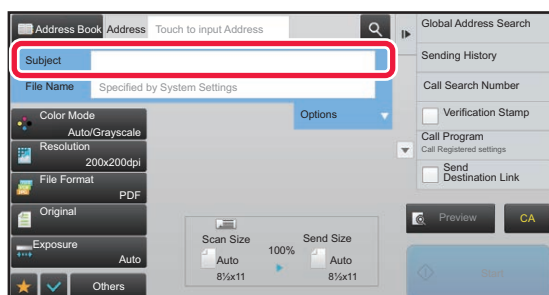 Address Book Address Touch to input Address
Subject
File Name Specified by System Settings
Options
Color Mode
Auto/Grayscale
Resolution
200x200dpi
File Format
PDF
Original
Exposure
Auto
Others
Scan Size
Auto
8½x11
100%
Send Size
Auto
8½x11
Global Address Search
Sending History
Call Search Number
Verification Stamp
Call Program
Call Registered settings
Send
Destination Link
Preview
CA
Start